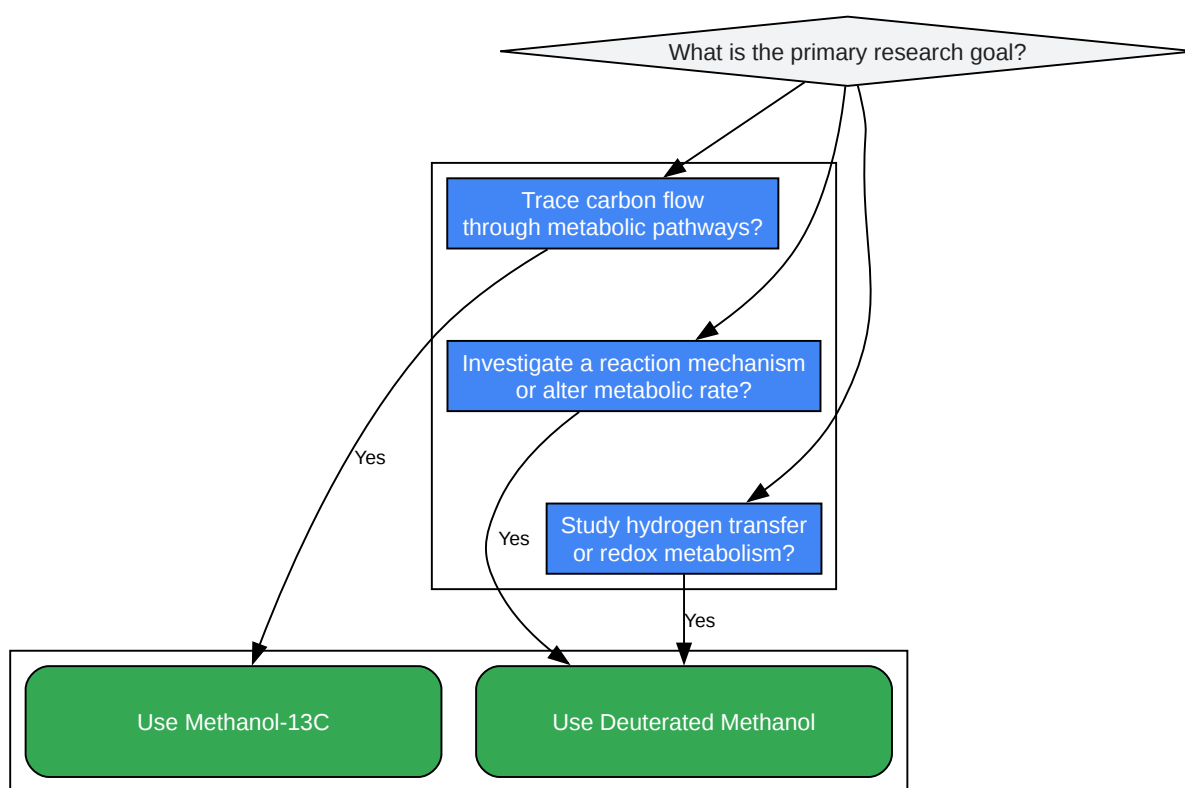 What is the primary research goal?
Trace carbon flow
through metabolic pathways?
Investigate a reaction mechanism
or alter metabolic rate?
Yes
Study hydrogen transfer
or redox metabolism?
Yes
Yes
Use Methanol-13C
Use Deuterated Methanol